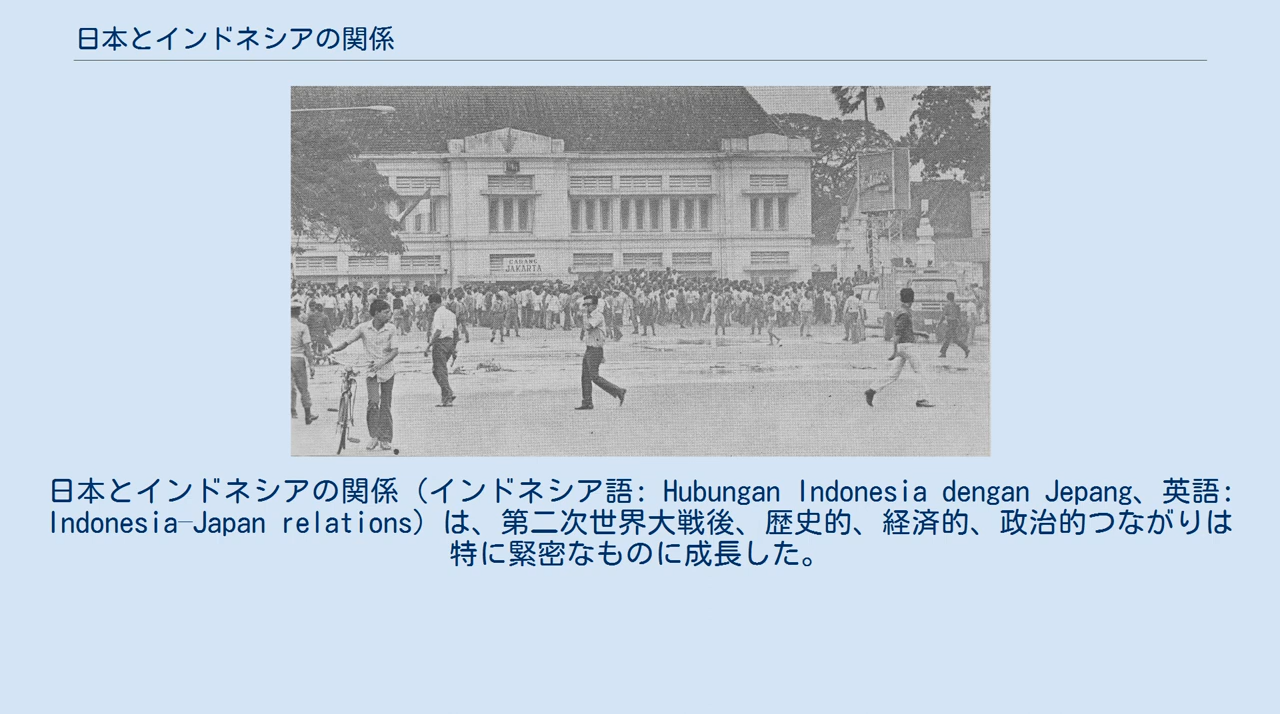 日本とインドネシアの関係
CABANG
JAKARTA
日本とインドネシアの関係（インドネシア語: Hubungan Indonesia dengan Jepang、英語:
Indonesia–Japan relations）は、第二次世界大戦後、歴史的、経済的、政治的つながりは
特に緊密なものに成長した。